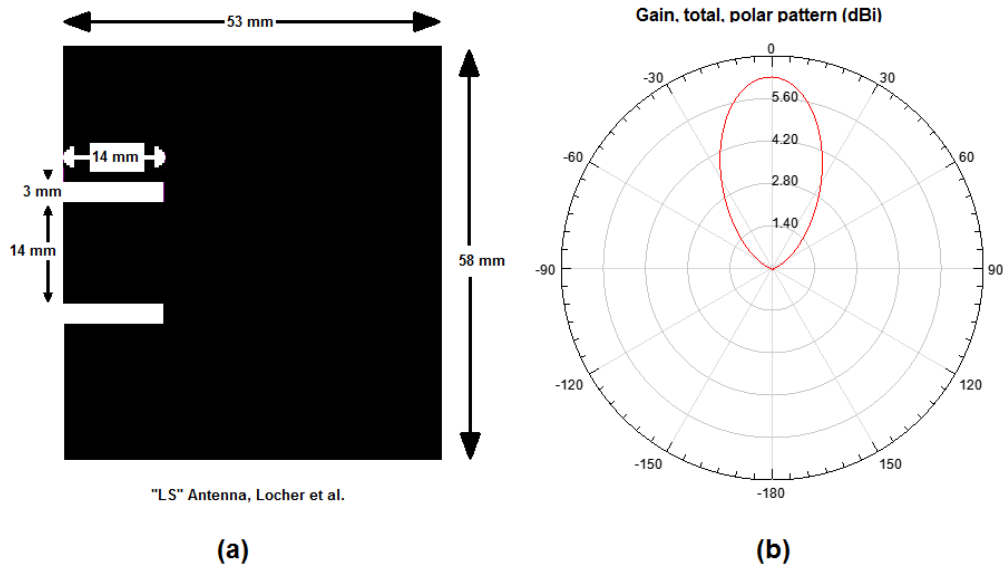 53 mm
14 mm
3 mm
14 mm
58 mm
"LS" Antenna, Locher et al.
(a)
Gain, total, polar pattern (dBi)
0
-30
30
5.60
4.20
-60
60
2.80
1.40
-90
90
-120
120
-150
150
-180
(b)